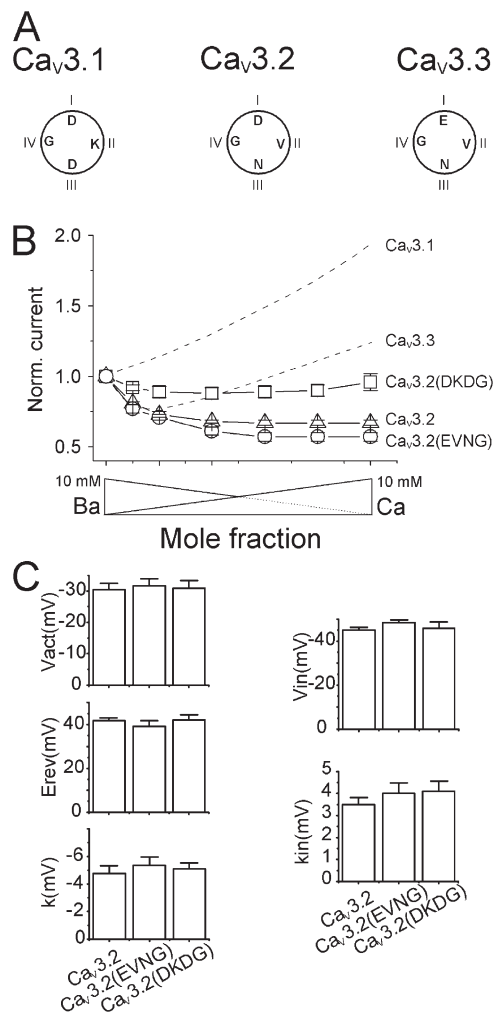 A
CaV3.1 CaV3.2 CaV3.3
I I I
D D E
IV G K II IV G V II IV G V II
D N N
III III III
B
2.0
1.5
1.0
0.5
Norm. current
CaV3.1
CaV3.3
CaV3.2(DKDG)
CaV3.2
CaV3.2(EVNG)
10 mM 10 mM
Ba Ca
Mole fraction
C
-30
-20
-10
0
Vact(mV)
-40
-20
0
Vin(mV)
40
20
0
Erev(mV)
5
4
3
2
1
0
kin(mV)
-6
-4
-2
0
k(mV)
CaV3.2
CaV3.2(EVNG)
CaV3.2(DKDG)
CaV3.2
CaV3.2(EVNG)
CaV3.2(DKDG)